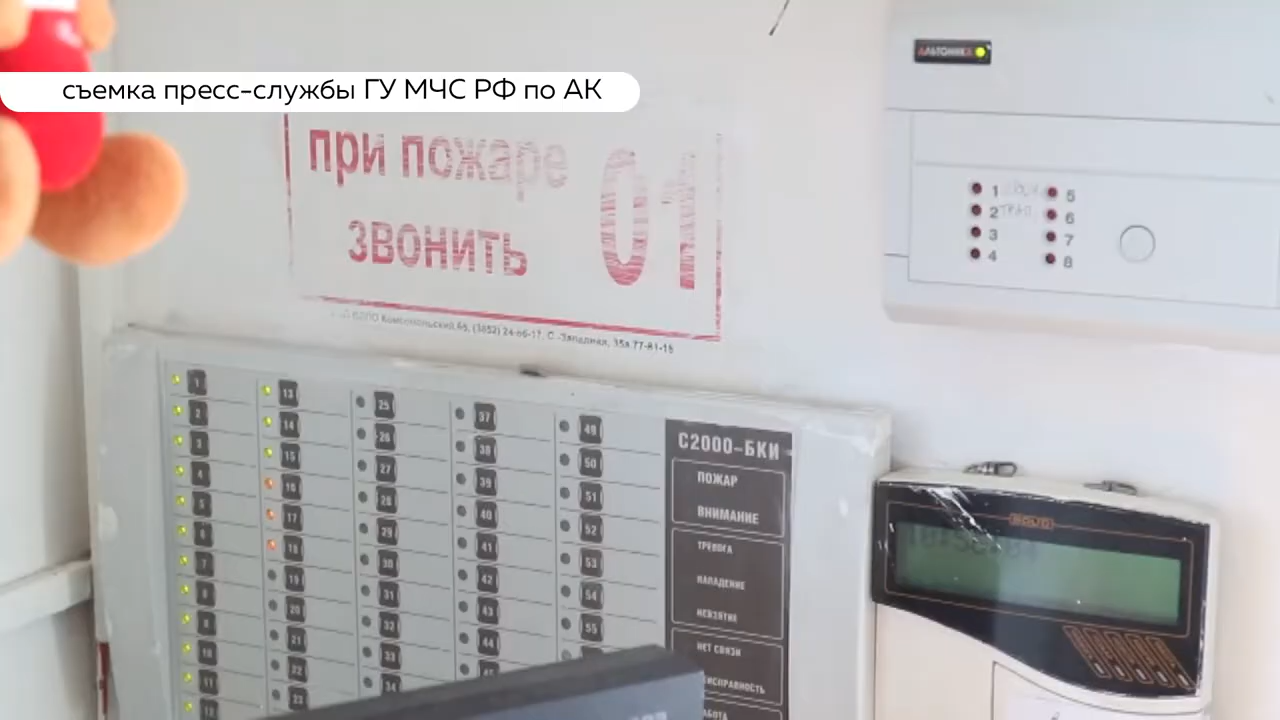 съемка пресс-службы ГУ МЧС РФ по АК
АЛЬТОНИКА
при пожаре 01
звонить
1 5
2 6
3 7
4 8
1 13 25 37 49
2 14 26 38 50
3 15 27 39 51
4 16 28 40 52
5 17 29 41 53
6 18 30 42 54
7 19 31 43 55
8 20 32 44
9 21 33
10 22 34
11 23
12
С2000-БКИ
ПОЖАР
ВНИМАНИЕ
ТРЕВОГА
НАПАДЕНИЕ
НЕВЗЯТИЕ
НЕТ СВЯЗИ
BOLID